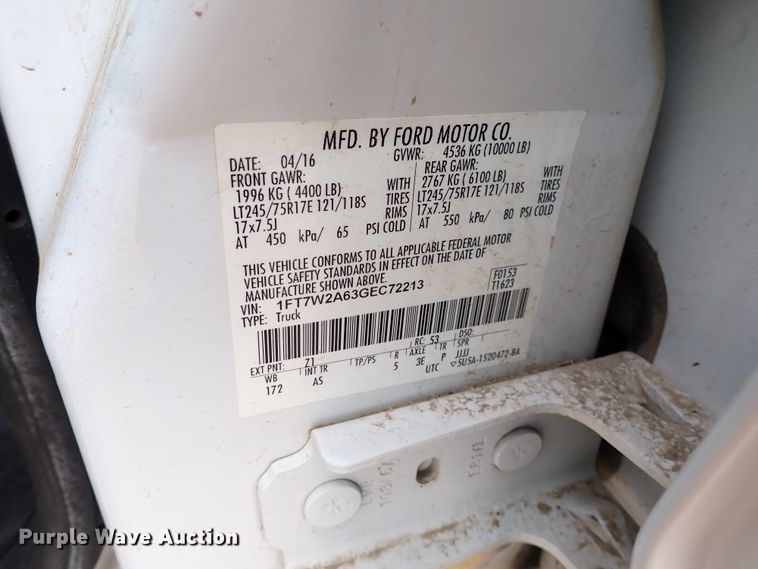 MFD. BY FORD MOTOR CO.
DATE: 04/16 GVWR: 4536 KG (10000 LB)
FRONT GAWR: REAR GAWR:
1996 KG ( 4400 LB) WITH 2767 KG ( 6100 LB) WITH
LT245/75R17E 121/118S TIRES LT245/75R17E 121/118S TIRES
17x7.5J RIMS 17x7.5J RIMS
AT 450 kPa/ 65 PSI COLD AT 550 kPa/ 80 PSI COLD
THIS VEHICLE CONFORMS TO ALL APPLICABLE FEDERAL MOTOR
VEHICLE SAFETY STANDARDS IN EFFECT ON THE DATE OF
MANUFACTURE SHOWN ABOVE.
VIN: 1FT7W2A63GEC72213 F0153
TYPE: Truck T1623
EXT PNT: Z1 RC: 53 DSO:
WB INT TR TP/PS R AXLE TR SPR
172 AS 5 3E P JJJJ
UTC ▽5U5A-1520472-BA
Purple Wave Auction